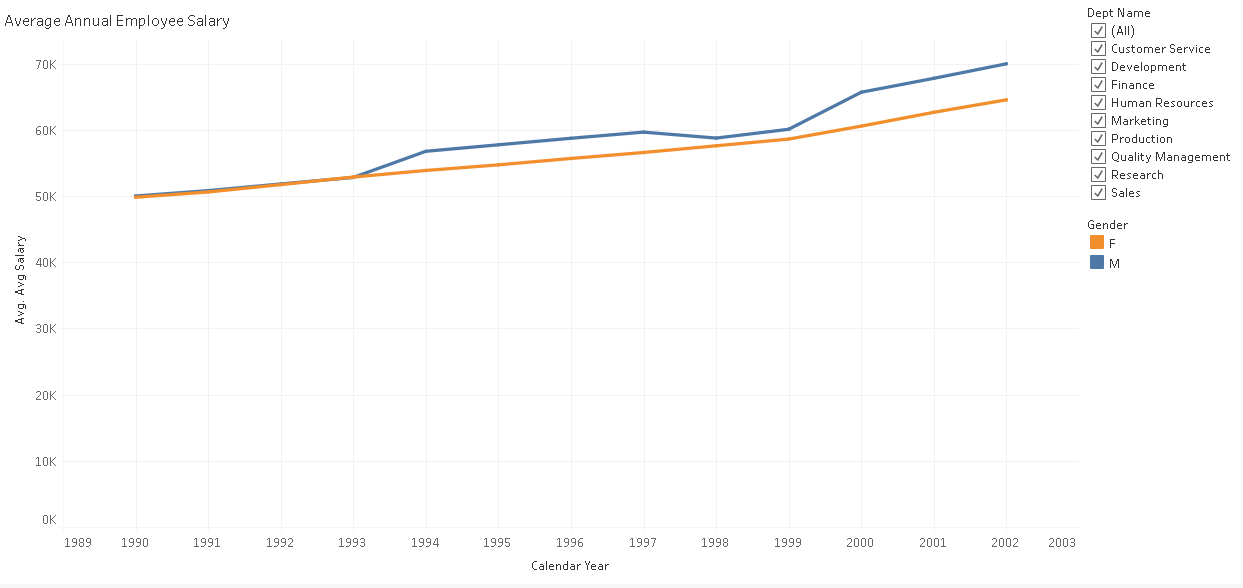 Average Annual Employee Salary
70K
60K
50K
40K
30K
20K
10K
0K
Avg. Avg Salary
1989 1990 1991 1992 1993 1994 1995 1996 1997 1998 1999 2000 2001 2002 2003
Calendar Year
Dept Name
(All)
Customer Service
Development
Finance
Human Resources
Marketing
Production
Quality Management
Research
Sales
Gender
F
M